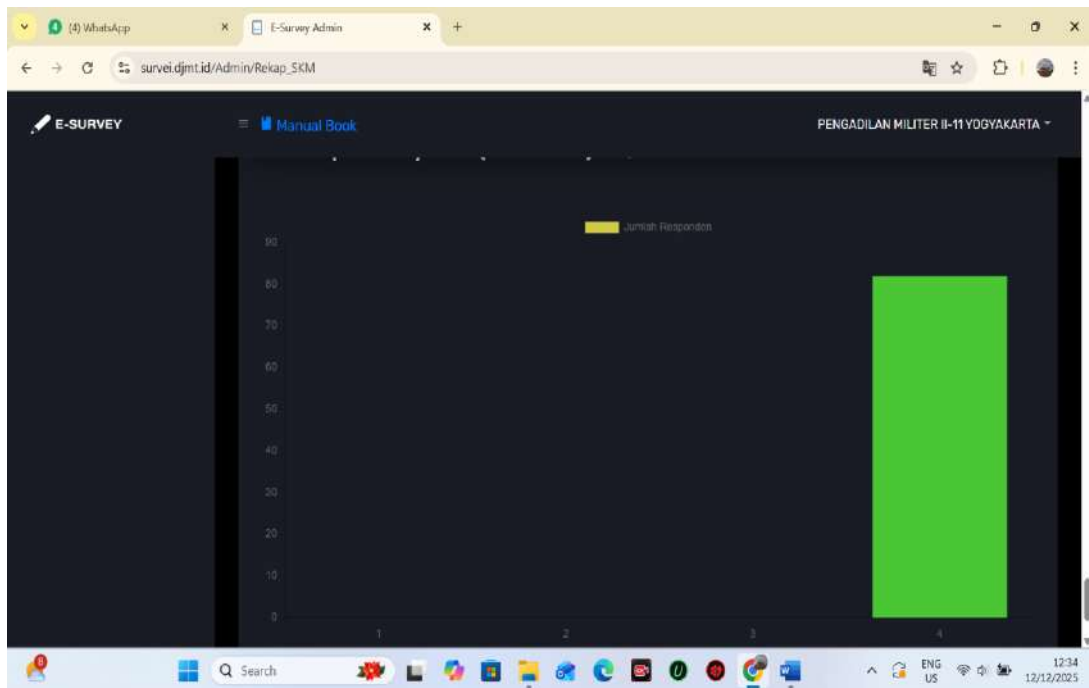 (4) WhatsApp
E-Survey Admin
survei.djmt.id/Admin/Rekap_SKM
E-SURVEY
Manual Book
PENGADILAN MILITER II-11 YOGYAKARTA
Jumlah Responden
90
80
70
60
50
40
30
20
10
0
1 2 3 4
Search
ENG
US
12:34
12/12/2025